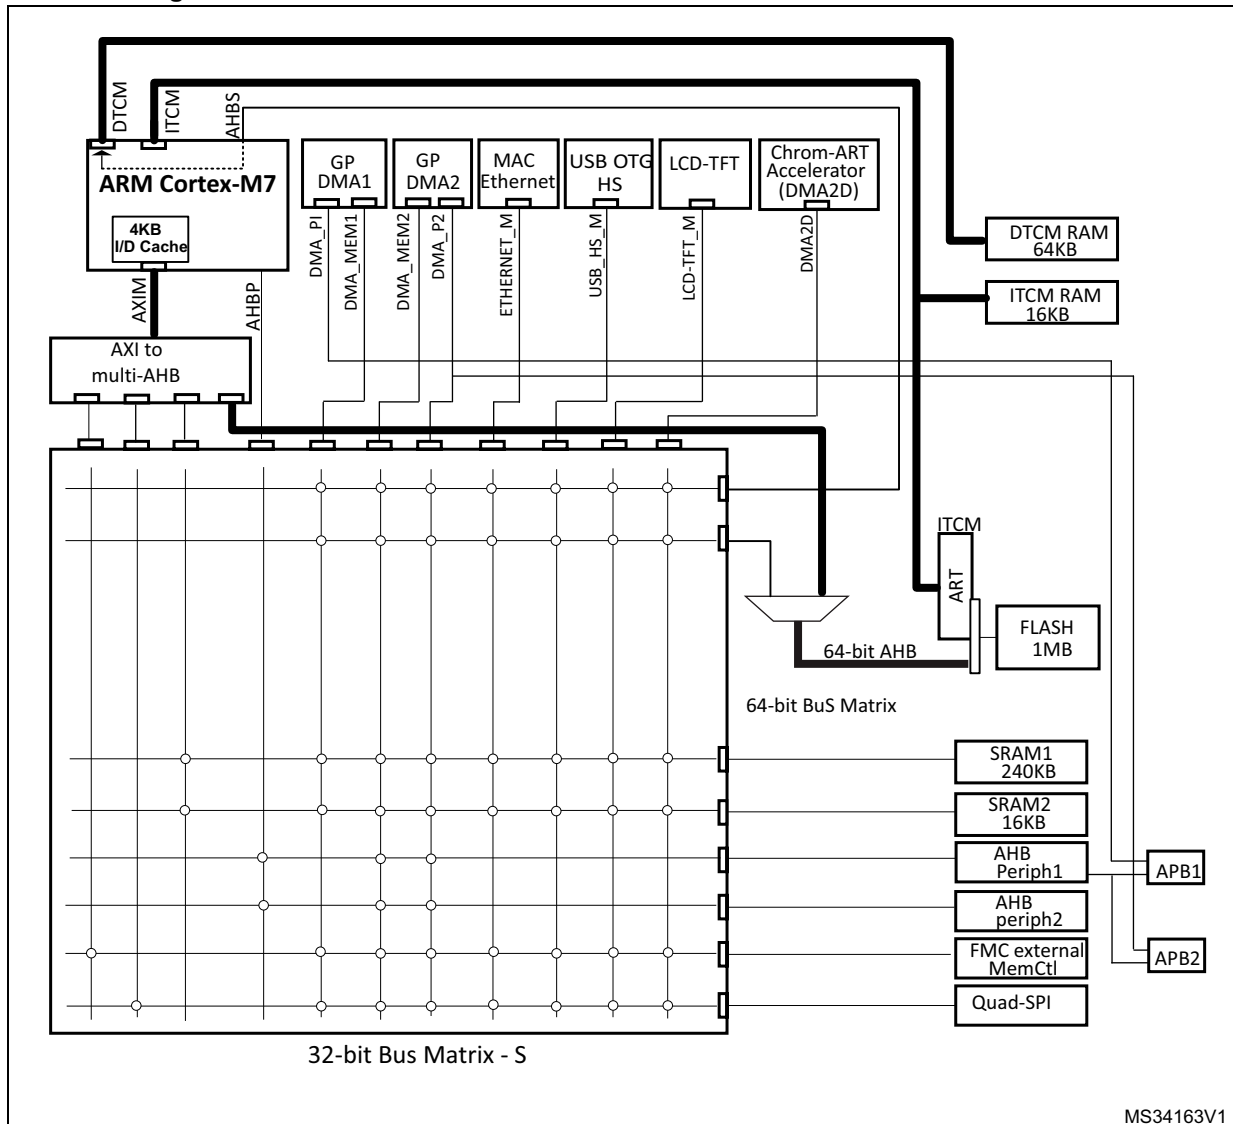 DTCM
ITCM
AHBS
ARM Cortex-M7
4KB
I/D Cache
AXIM
AHBP
AXI to
multi-AHB
GP
DMA1
GP
DMA2
MAC
Ethernet
USB OTG
HS
LCD-TFT
Chrom-ART
Accelerator
(DMA2D)
DMA_PI
DMA_MEM1
DMA_MEM2
DMA_P2
ETHERNET_M
USB_HS_M
LCD-TFT_M
DMA2D
DTCM RAM
64KB
ITCM RAM
16KB
ITCM
ART
FLASH
1MB
64-bit AHB
64-bit BuS Matrix
SRAM1
240KB
SRAM2
16KB
AHB
Periph1
APB1
AHB
periph2
FMC external
MemCtl
APB2
Quad-SPI
32-bit Bus Matrix - S
MS34163V1